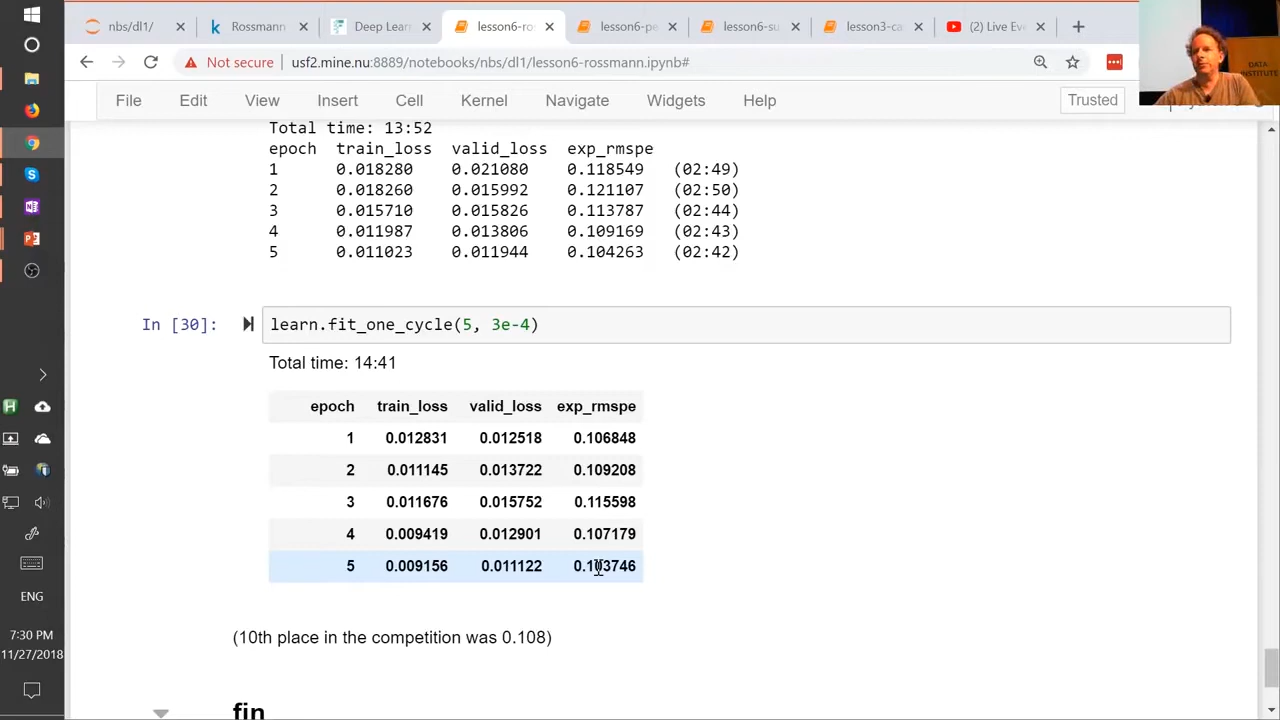 nbs/dl1/ Rossmann Deep Learn lesson6-ro lesson6-pe lesson6-su lesson3-ca (2) Live Eve
Not secure usf2.mine.nu:8889/notebooks/nbs/dl1/lesson6-rossmann.ipynb#
DATA
INSTITUTE
File Edit View Insert Cell Kernel Navigate Widgets Help Trusted
Total time: 13:52
epoch train_loss valid_loss exp_rmspe
1 0.018280 0.021080 0.118549 (02:49)
2 0.018260 0.015992 0.121107 (02:50)
3 0.015710 0.015826 0.113787 (02:44)
4 0.011987 0.013806 0.109169 (02:43)
5 0.011023 0.011944 0.104263 (02:42)
In [30]: learn.fit_one_cycle(5, 3e-4)
Total time: 14:41
epoch train_loss valid_loss exp_rmspe
1 0.012831 0.012518 0.106848
2 0.011145 0.013722 0.109208
3 0.011676 0.015752 0.115598
4 0.009419 0.012901 0.107179
5 0.009156 0.011122 0.103746
(10th place in the competition was 0.108)
fin
ENG
7:30 PM
11/27/2018